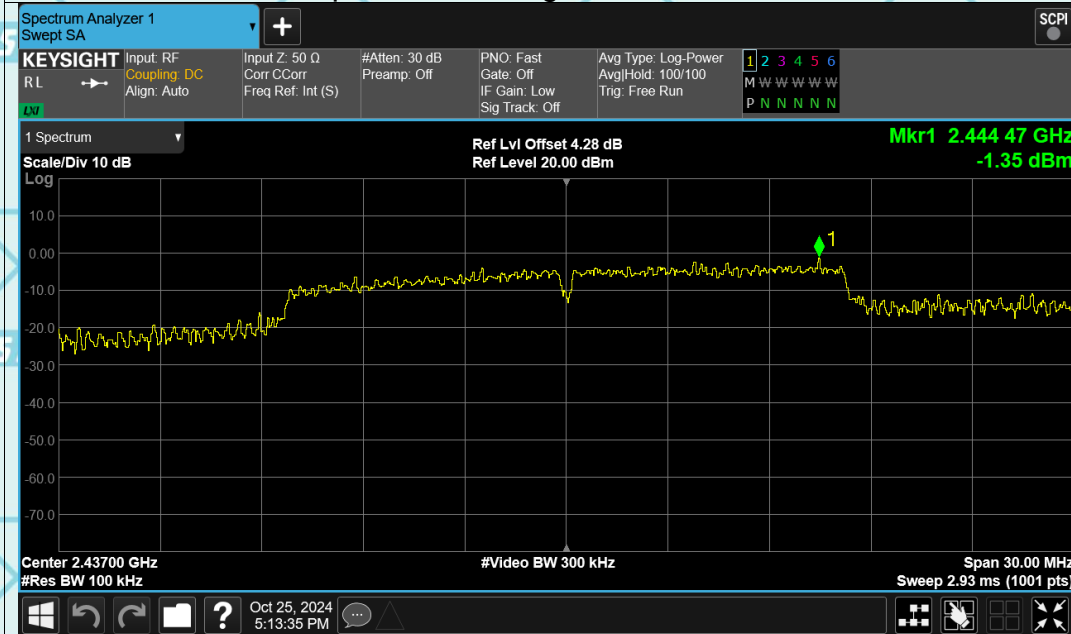 Spectrum Analyzer 1
Swept SA
+
SCPI
KEYSIGHT
R L
LXI
Input: RF
Coupling: DC
Align: Auto
Input Z: 50 Ω
Corr CCorr
Freq Ref: Int (S)
#Atten: 30 dB
Preamp: Off
PNO: Fast
Gate: Off
IF Gain: Low
Sig Track: Off
Avg Type: Log-Power
Avg|Hold: 100/100
Trig: Free Run
1 2 3 4 5 6
M W W W W W
P N N N N N
1 Spectrum
Scale/Div 10 dB
Log
Ref Lvl Offset 4.28 dB
Ref Level 20.00 dBm
Mkr1 2.444 47 GHz
-1.35 dBm
1
10.0
0.00
-10.0
-20.0
-30.0
-40.0
-50.0
-60.0
-70.0
Center 2.43700 GHz
#Video BW 300 kHz
Span 30.00 MHz
#Res BW 100 kHz
Sweep 2.93 ms (1001 pts)
?
Oct 25, 2024
5:13:35 PM